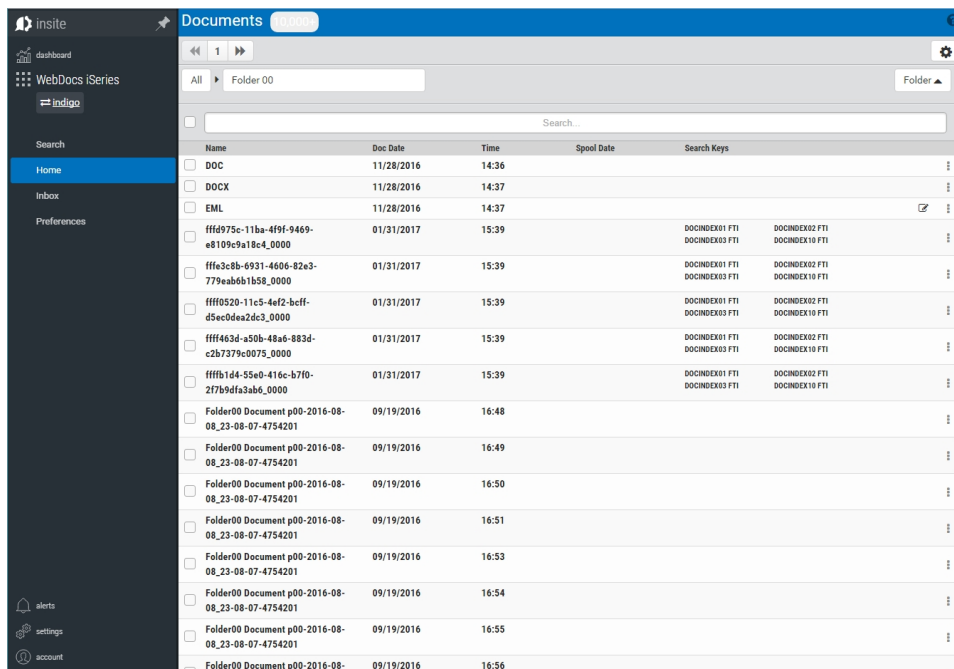 insite
Documents 10,000+
dashboard
1
WebDocs iSeries
All Folder 00 Folder
indigo
Search...
Search
Name Doc Date Time Spool Date Search Keys
Home
DOC 11/28/2016 14:36
DOCX 11/28/2016 14:37
Inbox
EML 11/28/2016 14:37
Preferences
fffd975c-11ba-4f9f-9469- 01/31/2017 15:39 DOCINDEX01 FTI DOCINDEX02 FTI
e8109c9a18c4_0000 DOCINDEX03 FTI DOCINDEX10 FTI
fffe3c8b-6931-4606-82e3- 01/31/2017 15:39 DOCINDEX01 FTI DOCINDEX02 FTI
779eab6b1b58_0000 DOCINDEX03 FTI DOCINDEX10 FTI
ffff0520-11c5-4ef2-bcff- 01/31/2017 15:39 DOCINDEX01 FTI DOCINDEX02 FTI
d5ec0dea2dc3_0000 DOCINDEX03 FTI DOCINDEX10 FTI
ffff463d-a50b-48a6-883d- 01/31/2017 15:39 DOCINDEX01 FTI DOCINDEX02 FTI
c2b7379c0075_0000 DOCINDEX03 FTI DOCINDEX10 FTI
ffffb1d4-55e0-416c-b7f0- 01/31/2017 15:39 DOCINDEX01 FTI DOCINDEX02 FTI
2f7b9dfa3ab6_0000 DOCINDEX03 FTI DOCINDEX10 FTI
Folder00 Document p00-2016-08- 09/19/2016 16:48
08_23-08-07-4754201
Folder00 Document p00-2016-08- 09/19/2016 16:49
08_23-08-07-4754201
Folder00 Document p00-2016-08- 09/19/2016 16:50
08_23-08-07-4754201
Folder00 Document p00-2016-08- 09/19/2016 16:51
08_23-08-07-4754201
Folder00 Document p00-2016-08- 09/19/2016 16:53
08_23-08-07-4754201
Folder00 Document p00-2016-08- 09/19/2016 16:54
08_23-08-07-4754201
alerts
Folder00 Document p00-2016-08- 09/19/2016 16:55
08_23-08-07-4754201
settings
account
Folder00 Document p00-2016-08- 09/19/2016 16:56